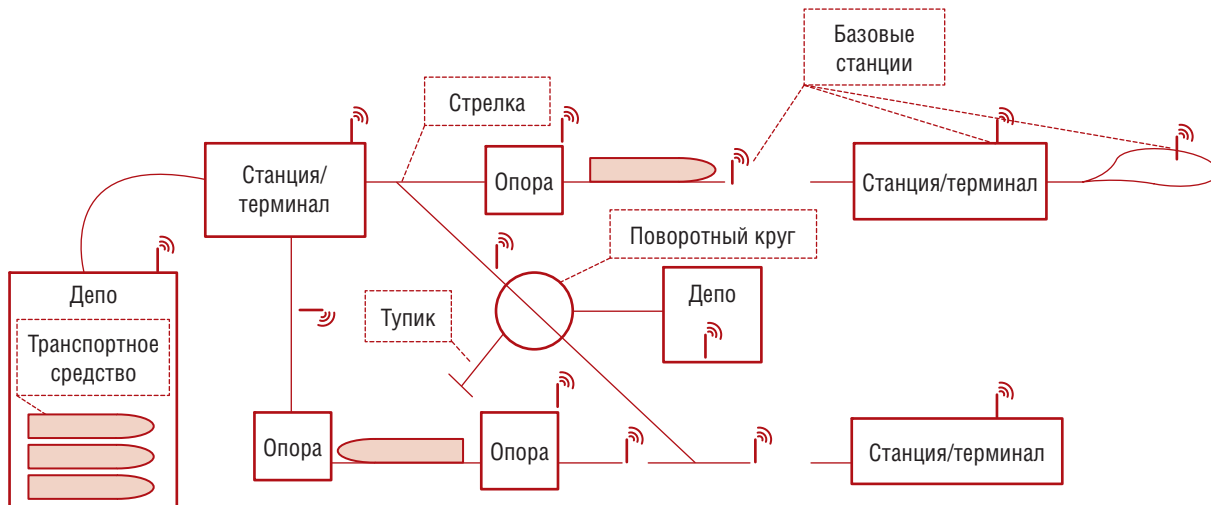 Базовые
станции
Стрелка
Станция/
терминал
Опора
Станция/терминал
Поворотный круг
Депо
Депо
Тупик
Транспортное
средство
Опора
Опора
Станция/терминал